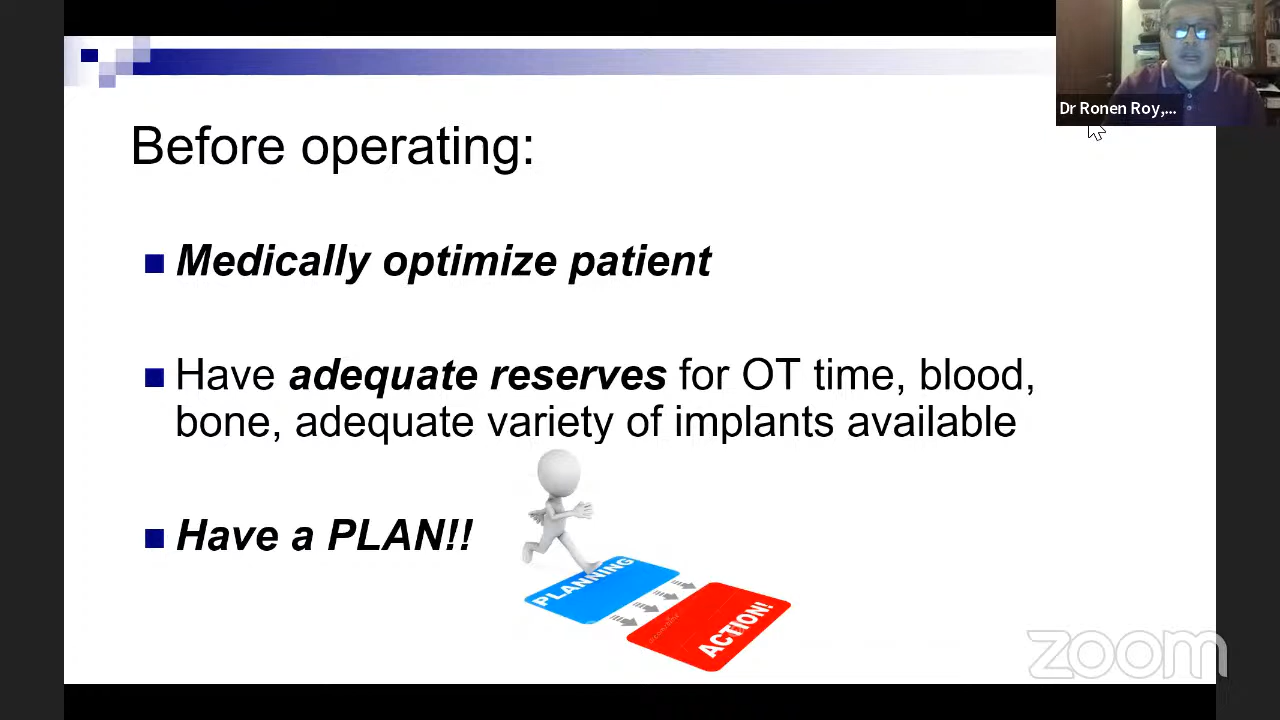 Dr Ronen Roy,...
Before operating:
Medically optimize patient
Have adequate reserves for OT time, blood,
bone, adequate variety of implants available
Have a PLAN!!
PLANNING
ACTION!
zoom